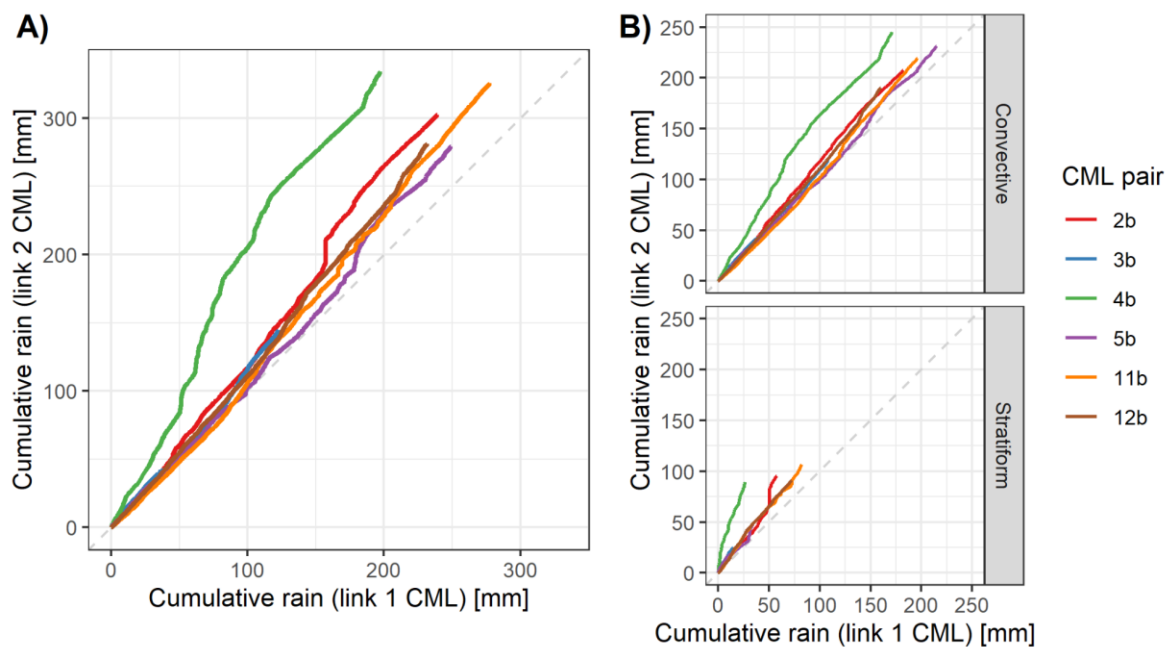 A)
Cumulative rain (link 2 CML) [mm]
300
200
100
0
0 100 200 300
Cumulative rain (link 1 CML) [mm]
B)
Cumulative rain (link 2 CML) [mm]
250
200
150
100
50
0
Convective
250
200
150
100
50
0
Stratiform
0 50 100 150 200 250
Cumulative rain (link 1 CML) [mm]
CML pair
2b
3b
4b
5b
11b
12b